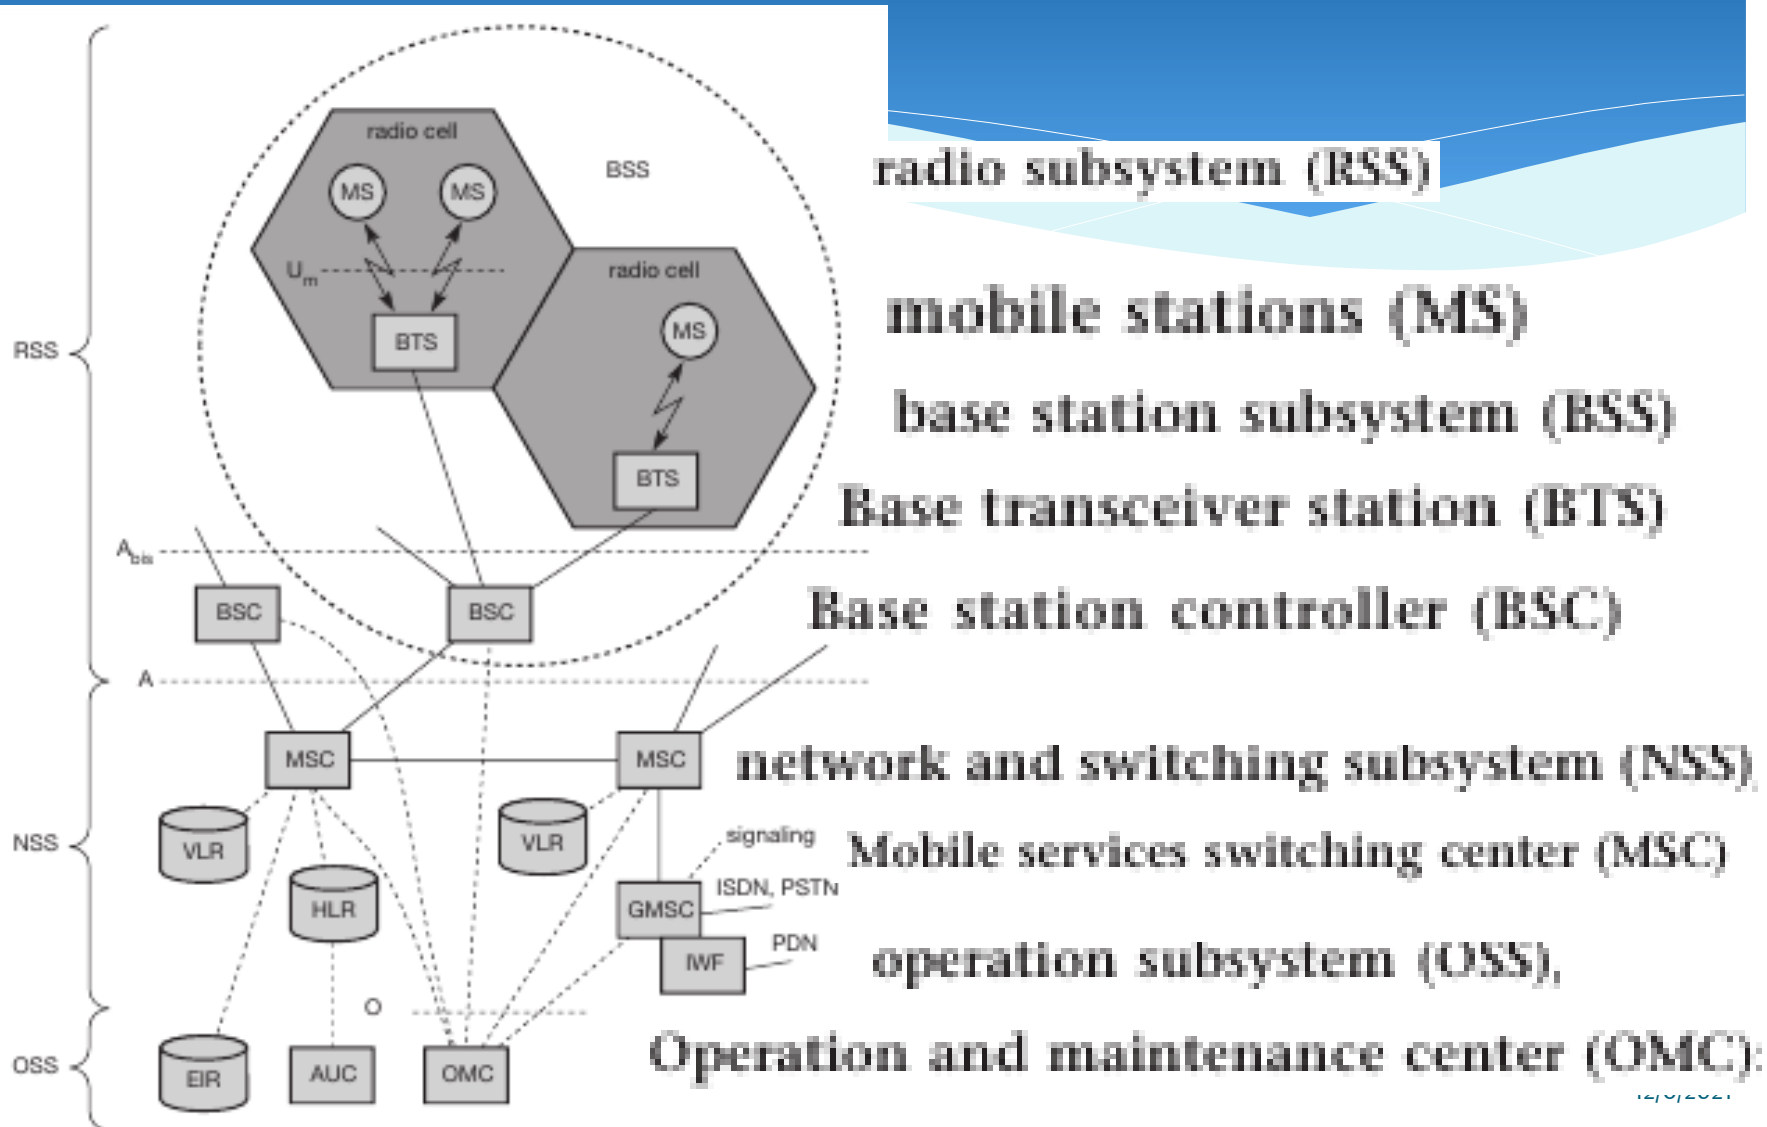 radio cell
MS
MS
BSS
radio subsystem (RSS)
U_m
radio cell
mobile stations (MS)
MS
BTS
RSS
base station subsystem (BSS)
BTS
Base transceiver station (BTS)
A_bis
BSC
BSC
Base station controller (BSC)
A
MSC
MSC
network and switching subsystem (NSS)
VLR
VLR
signaling
NSS
Mobile services switching center (MSC)
ISDN, PSTN
HLR
GMSC
PDN
IWF
operation subsystem (OSS),
O
OSS
EIR
AUC
OMC
Operation and maintenance center (OMC):